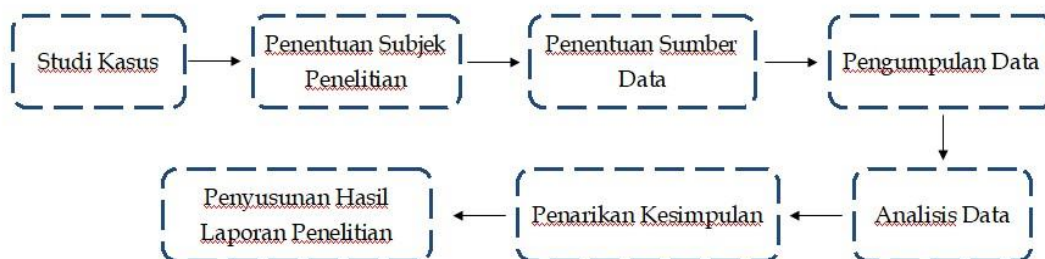 Studi Kasus
Penentuan Subjek
Penelitian
Penentuan Sumber
Data
Pengumpulan Data
Analisis Data
Penarikan Kesimpulan
Penyusunan Hasil
Laporan Penelitian